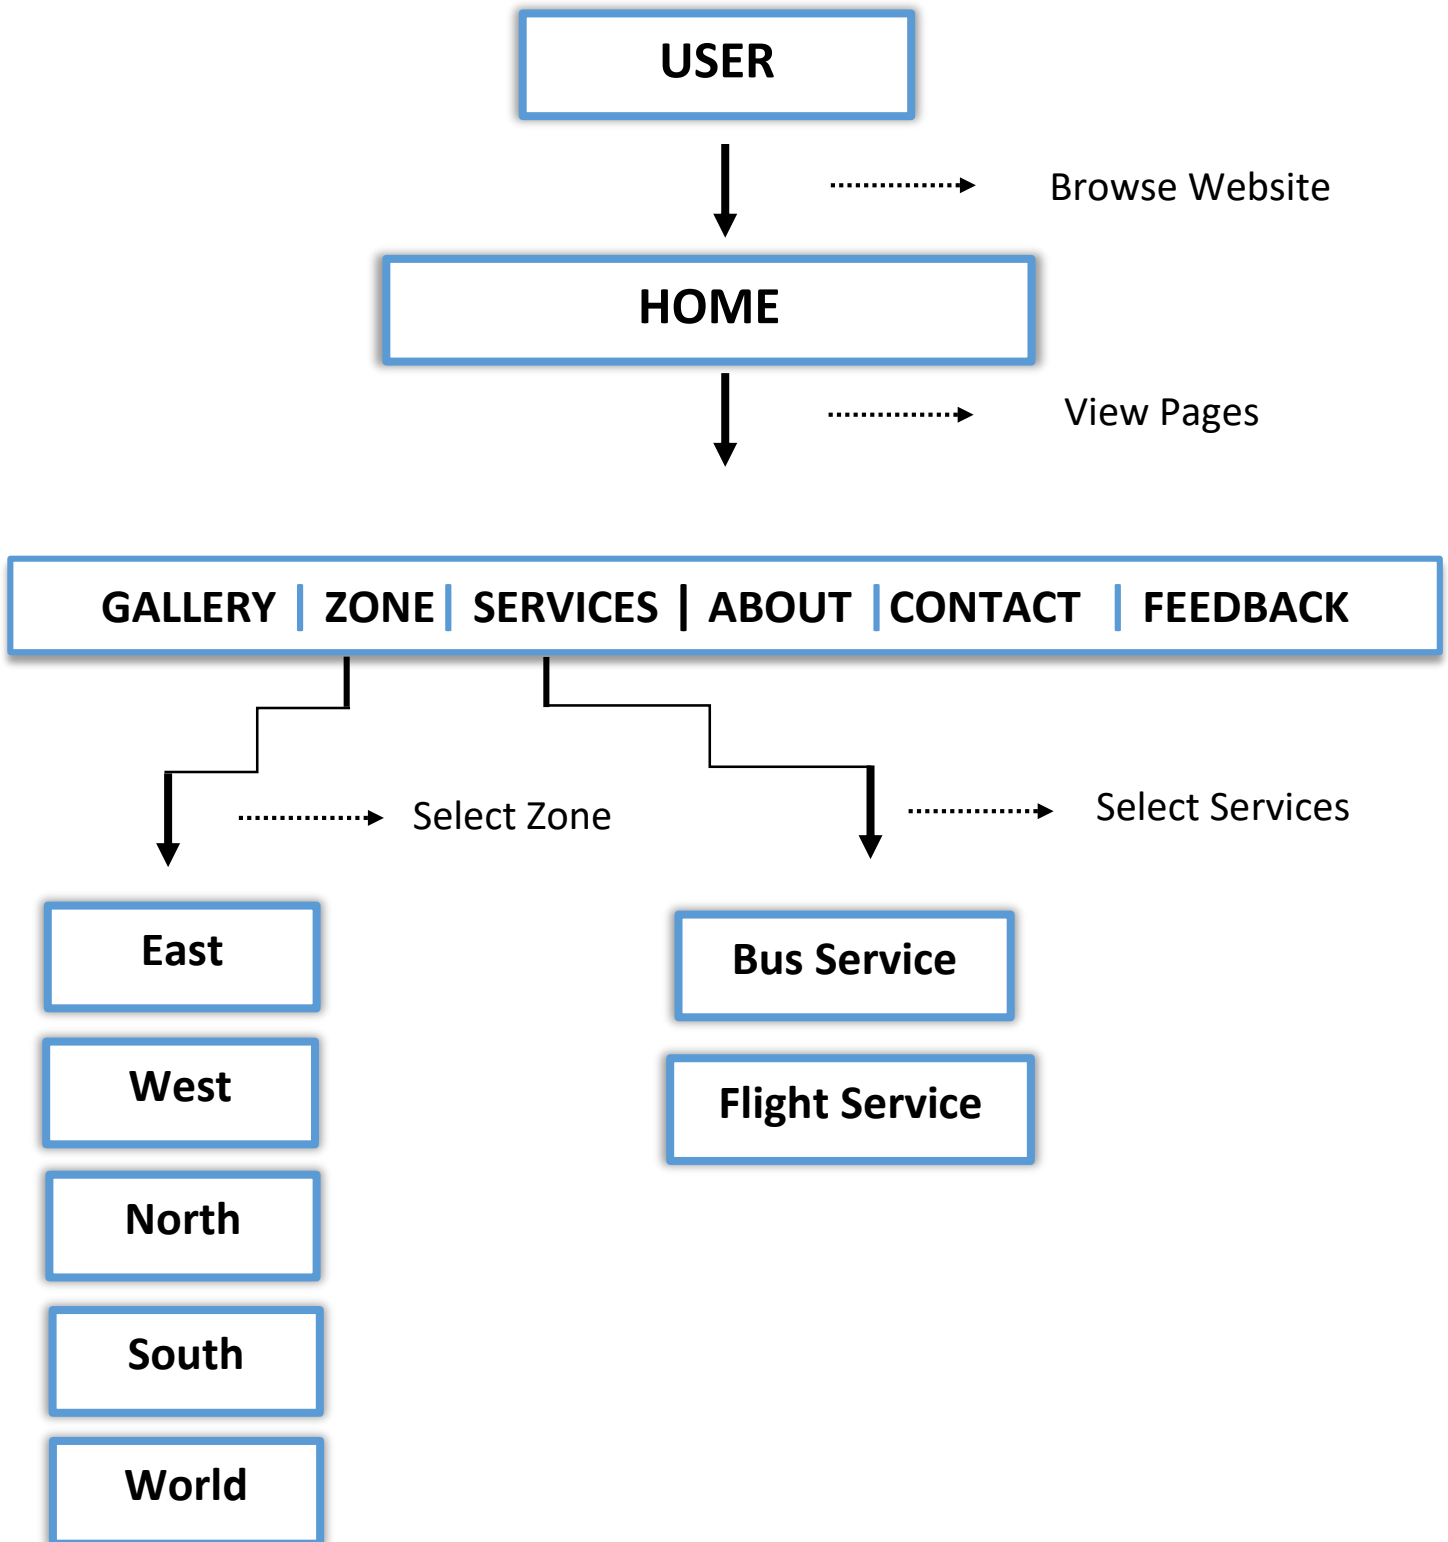 USER
Browse Website
HOME
View Pages
GALLERY | ZONE | SERVICES | ABOUT | CONTACT | FEEDBACK
Select Zone
Select Services
East
West
North
South
World
Bus Service
Flight Service